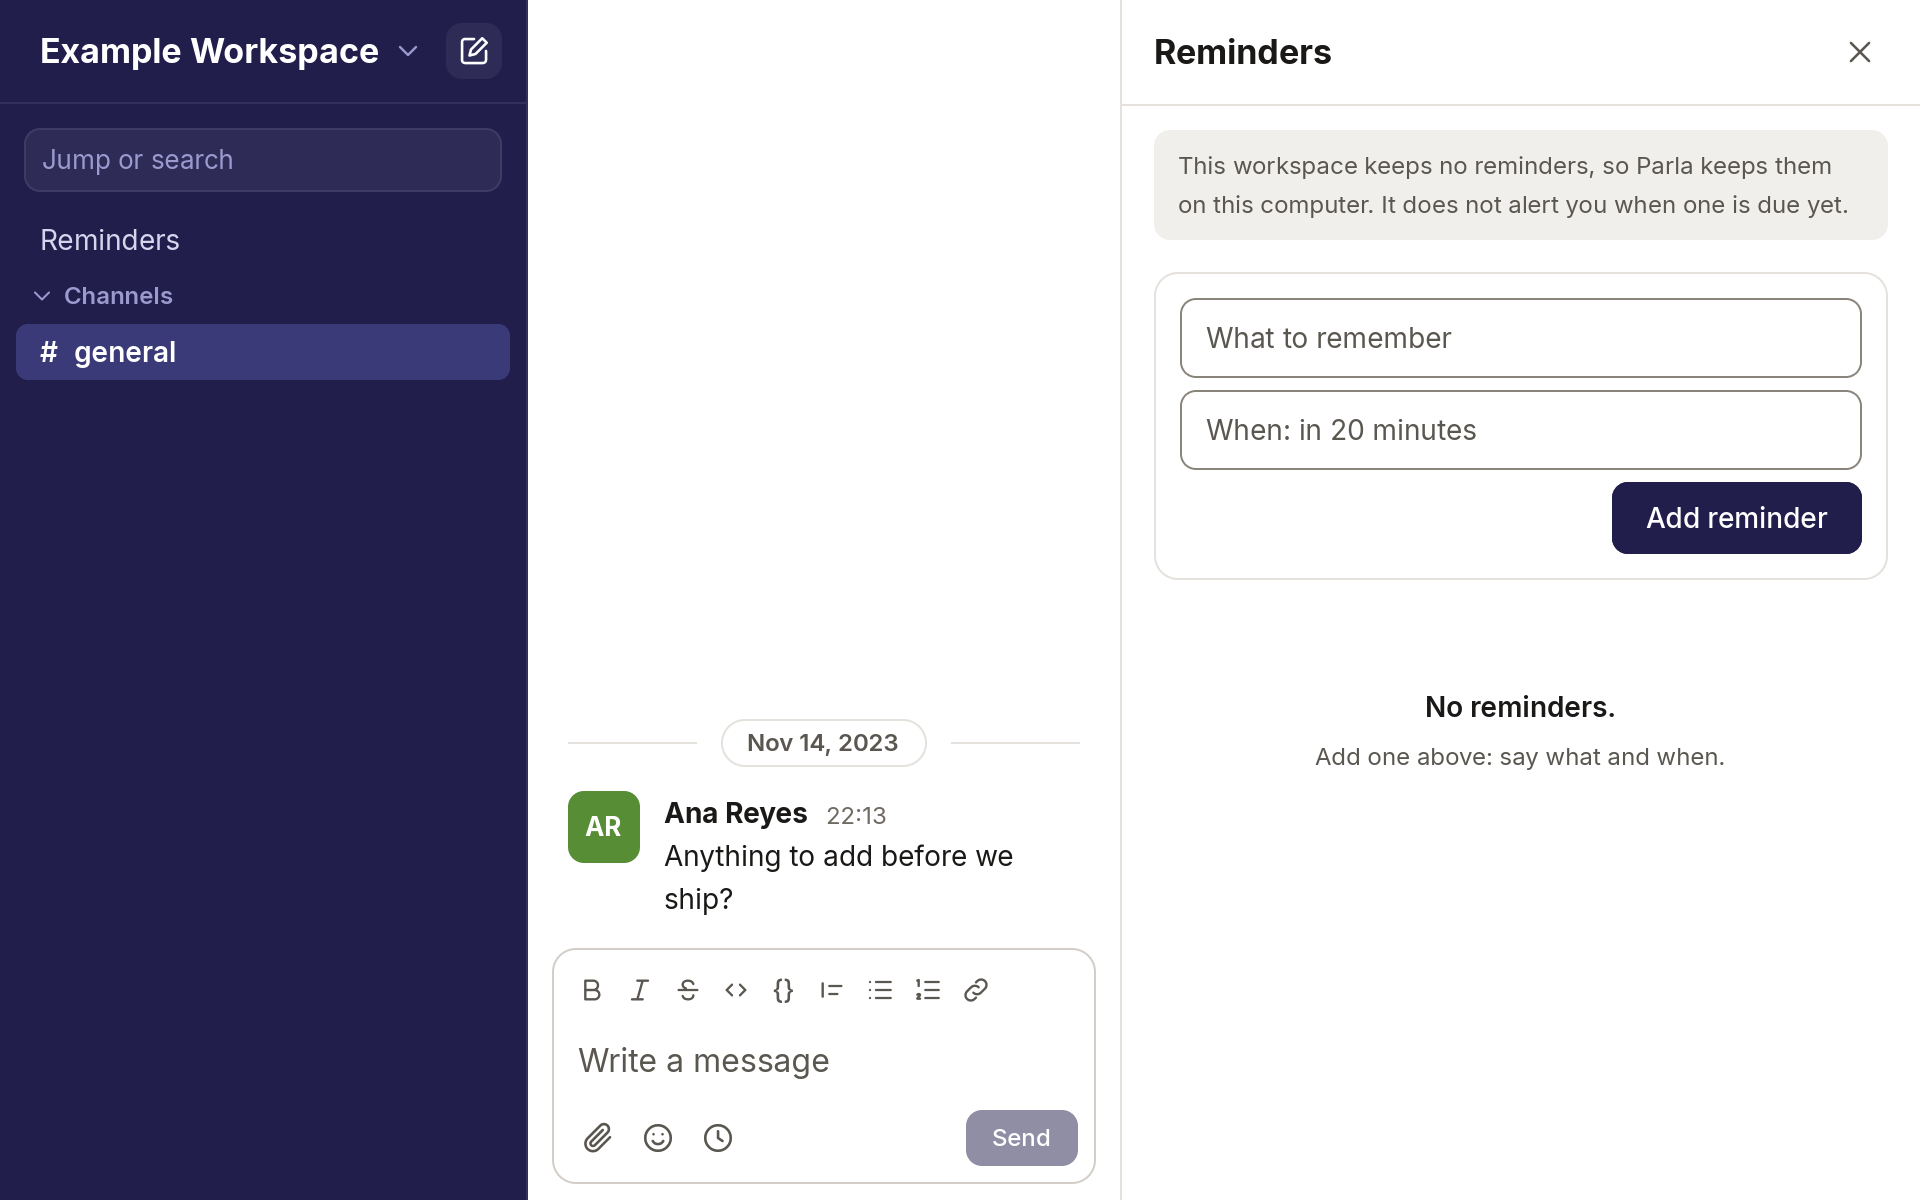 Example Workspace
Jump or search
Reminders
Channels
# general
Nov 14, 2023
AR
Ana Reyes 22:13
Anything to add before we
ship?
Write a message
Send
Reminders
This workspace keeps no reminders, so Parla keeps them
on this computer. It does not alert you when one is due yet.
What to remember
When: in 20 minutes
Add reminder
No reminders.
Add one above: say what and when.